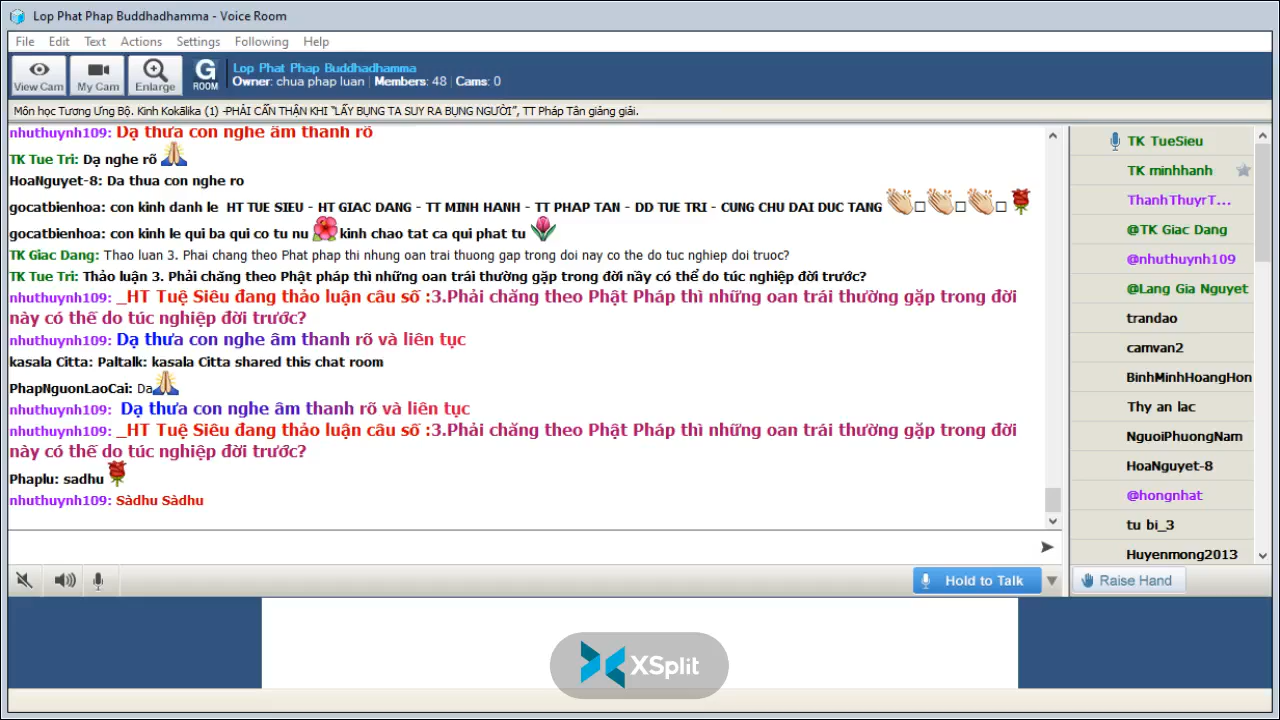 Lop Phat Phap Buddhadhamma - Voice Room
File Edit Text Actions Settings Following Help
View Cam My Cam Enlarge G ROOM
Lop Phat Phap Buddhadhamma
Owner: chua phap luan | Members: 48 | Cams: 0
Môn học Tương Ưng Bộ. Kinh Kokālika (1) -PHẢI CẨN THẬN KHI "LẤY BỤNG TA SUY RA BỤNG NGƯỜI", TT Pháp Tân giảng giải.
nhuthuynh109: Dạ thưa con nghe âm thanh rõ
TK Tue Tri: Dạ nghe rõ
HoaNguyet-8: Da thua con nghe ro
gocatbienhoa: con kinh danh le HT TUE SIEU - HT GIAC DANG - TT MINH HANH - TT PHAP TAN - DD TUE TRI - CUNG CHU DAI DUC TANG
gocatbienhoa: con kinh le qui ba qui co tu nu kinh chao tat ca qui phat tu
TK Giac Dang: Thao luan 3. Phai chang theo Phat phap thi nhung oan trai thuong gap trong doi nay co the do tuc nghiep doi truoc?
TK Tue Tri: Thảo luận 3. Phải chăng theo Phật pháp thì những oan trái thường gặp trong đời nầy có thể do túc nghiệp đời trước?
nhuthuynh109: _HT Tuệ Siêu đang thảo luận câu số :3.Phải chăng theo Phật Pháp thì những oan trái thường gặp trong đời
này có thể do túc nghiệp đời trước?
nhuthuynh109: Dạ thưa con nghe âm thanh rõ và liên tục
kasala Citta: Paltalk: kasala Citta shared this chat room
PhapNguonLaoCai: Da
nhuthuynh109: Dạ thưa con nghe âm thanh rõ và liên tục
nhuthuynh109: _HT Tuệ Siêu đang thảo luận câu số :3.Phải chăng theo Phật Pháp thì những oan trái thường gặp trong đời
này có thể do túc nghiệp đời trước?
Phaplu: sadhu
nhuthuynh109: Sàdhu Sàdhu
Hold to Talk
TK TueSieu
TK minhhanh
ThanhThuyrT...
@TK Giac Dang
@nhuthuynh109
@Lang Gia Nguyet
trandao
camvan2
BinhMinhHoangHon
Thy an lac
NguoiPhuongNam
HoaNguyet-8
@hongnhat
tu bi_3
Huyenmong2013
Raise Hand
XSplit